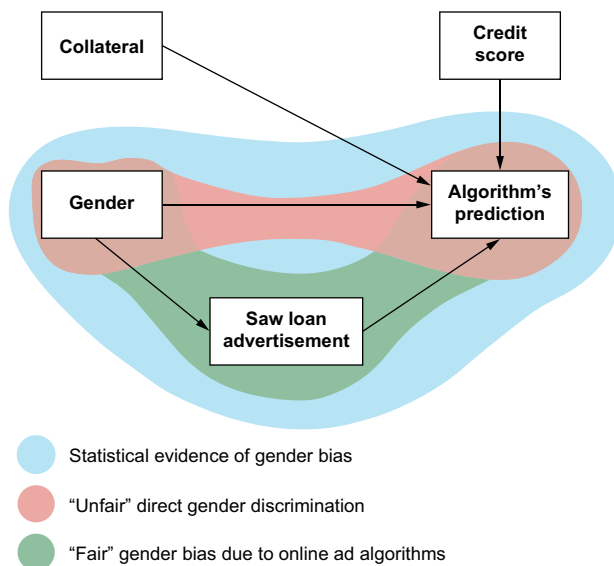 Collateral
Credit
score
Gender
Algorithm’s
prediction
Saw loan
advertisement
Statistical evidence of gender bias
“Unfair” direct gender discrimination
“Fair” gender bias due to online ad algorithms